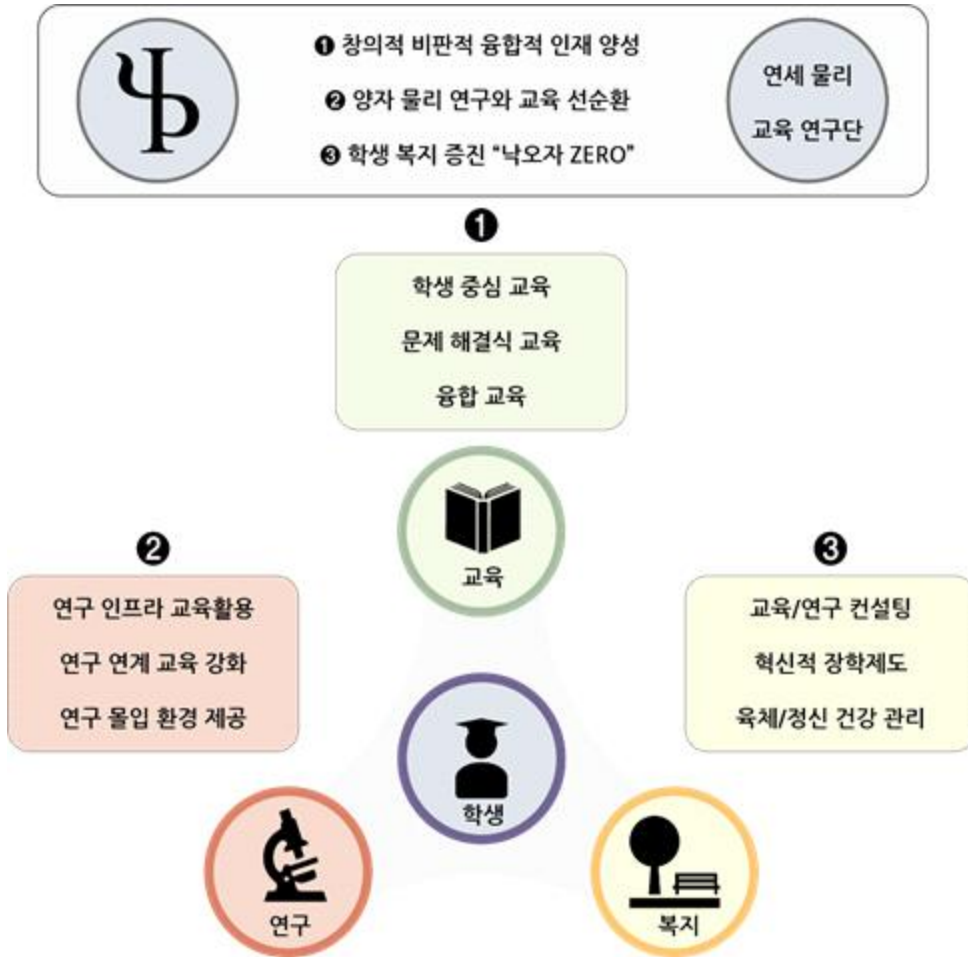 ❶ 창의적 비판적 융합적 인재 양성
❷ 양자 물리 연구와 교육 선순환
❸ 학생 복지 증진 “낙오자 ZERO”
연세 물리
교육 연구단
❶
학생 중심 교육
문제 해결식 교육
융합 교육
교육
❷
연구 인프라 교육활용
연구 연계 교육 강화
연구 몰입 환경 제공
❸
교육/연구 컨설팅
혁신적 장학제도
육체/정신 건강 관리
학생
연구
복지